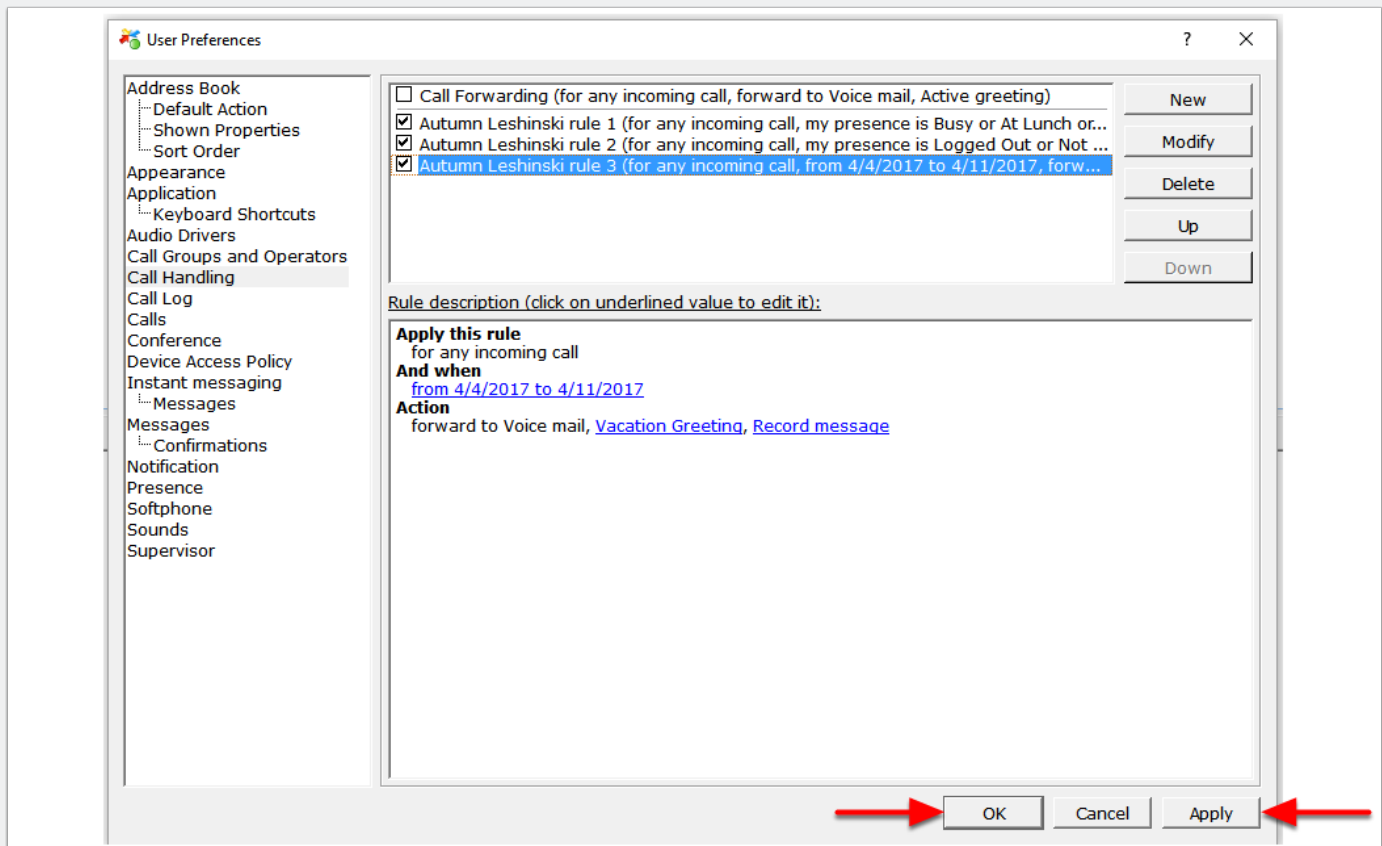 User Preferences
?
Address Book
Default Action
Shown Properties
Sort Order
Appearance
Application
Keyboard Shortcuts
Audio Drivers
Call Groups and Operators
Call Handling
Call Log
Calls
Conference
Device Access Policy
Instant messaging
Messages
Messages
Confirmations
Notification
Presence
Softphone
Sounds
Supervisor
Call Forwarding (for any incoming call, forward to Voice mail, Active greeting)
Autumn Leshinski rule 1 (for any incoming call, my presence is Busy or At Lunch or...
Autumn Leshinski rule 2 (for any incoming call, my presence is Logged Out or Not ...
Autumn Leshinski rule 3 (for any incoming call, from 4/4/2017 to 4/11/2017, forw...
New
Modify
Delete
Up
Down
Rule description (click on underlined value to edit it):
Apply this rule
for any incoming call
And when
from 4/4/2017 to 4/11/2017
Action
forward to Voice mail, Vacation Greeting, Record message
OK
Cancel
Apply